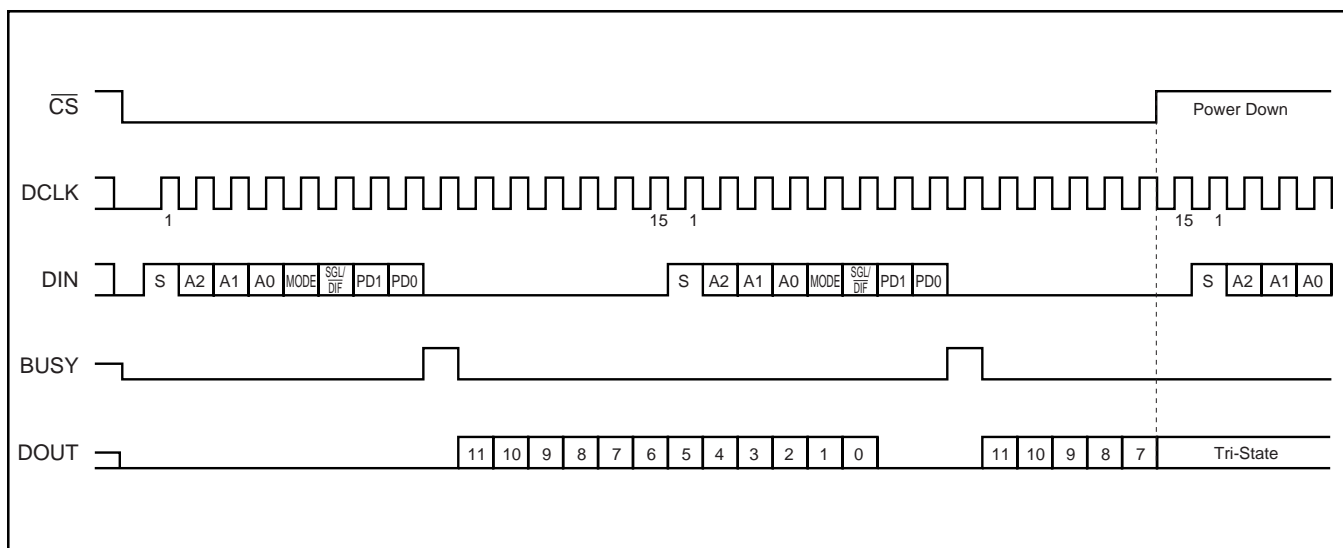 CS Power Down
DCLK
1 15 1 15 1
DIN S A2 A1 A0 MODE SGL/DIF PD1 PD0 S A2 A1 A0 MODE SGL/DIF PD1 PD0 S A2 A1 A0
BUSY
DOUT 11 10 9 8 7 6 5 4 3 2 1 0 11 10 9 8 7 Tri-State